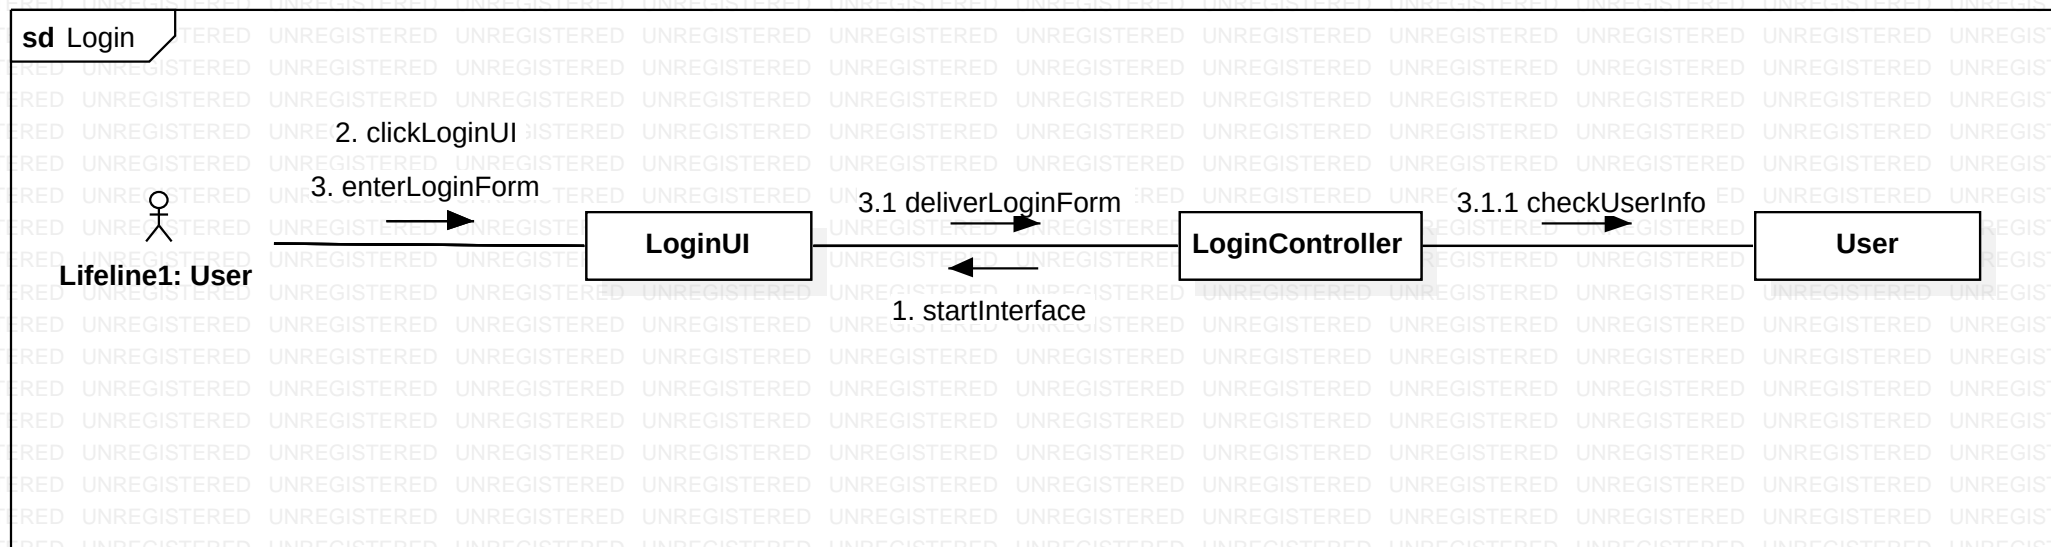 sd Login
2. clickLoginUI
3. enterLoginForm
3.1 deliverLoginForm
3.1.1 checkUserInfo
LoginUI
LoginController
User
Lifeline1: User
1. startInterface
UNREGISTERED